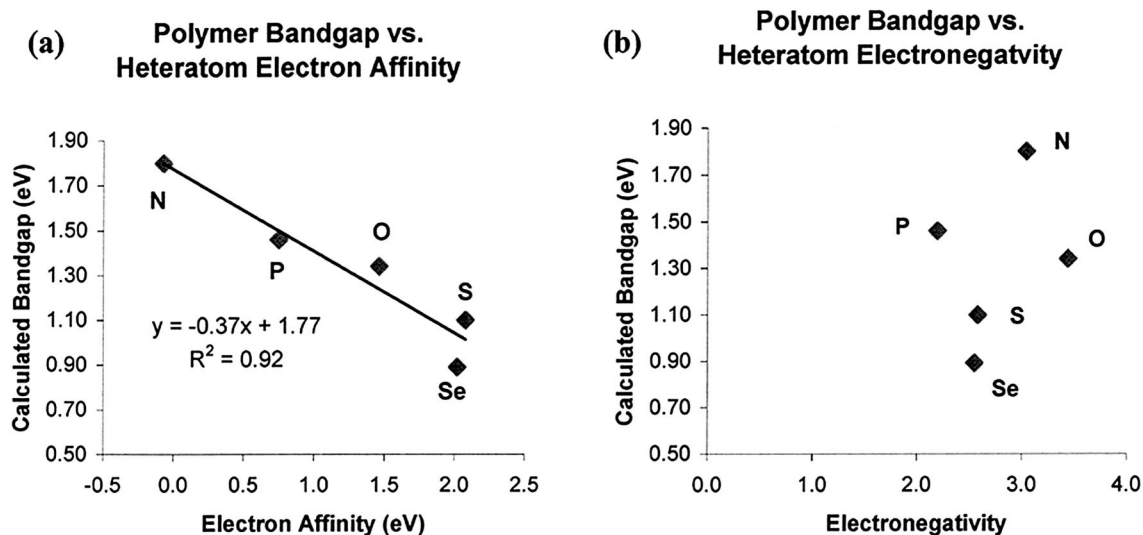 (a)
Polymer Bandgap vs.
Heteratom Electron Affinity
Calculated Bandgap (eV)
1.90
1.70
1.50
1.30
1.10
0.90
0.70
0.50
N
P
O
S
Se
y = -0.37x + 1.77
R² = 0.92
-0.5 0.0 0.5 1.0 1.5 2.0 2.5
Electron Affinity (eV)
(b)
Polymer Bandgap vs.
Heteratom Electronegatvity
Calculated Bandgap (eV)
1.90
1.70
1.50
1.30
1.10
0.90
0.70
0.50
N
P
O
S
Se
0.0 1.0 2.0 3.0 4.0
Electronegativity